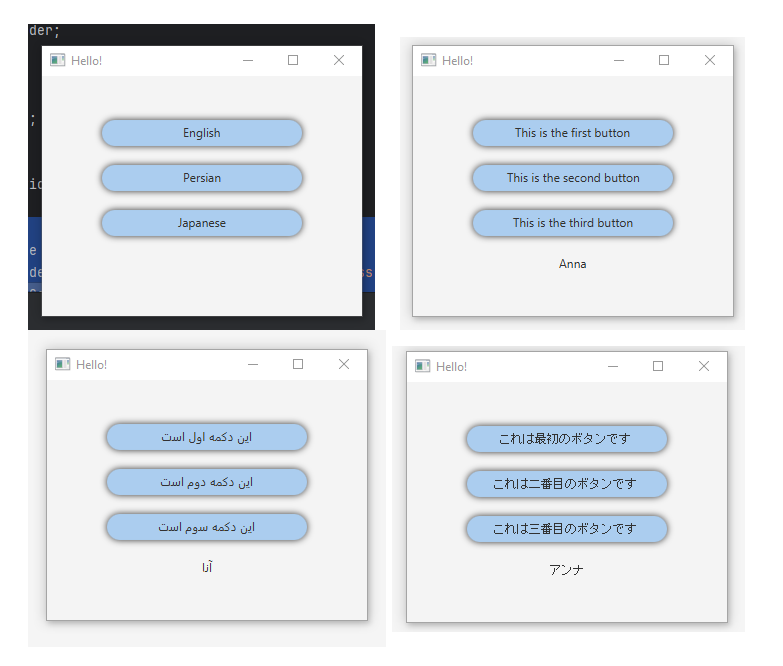 der;
;
Hello!
English
Persian
Japanese
e
de
ss
Hello!
This is the first button
This is the second button
This is the third button
Anna
Hello!
این دکمه اول است
این دکمه دوم است
این دکمه سوم است
آنا
Hello!
これは最初のボタンです
これは二番目のボタンです
これは三番目のボタンです
アンナ